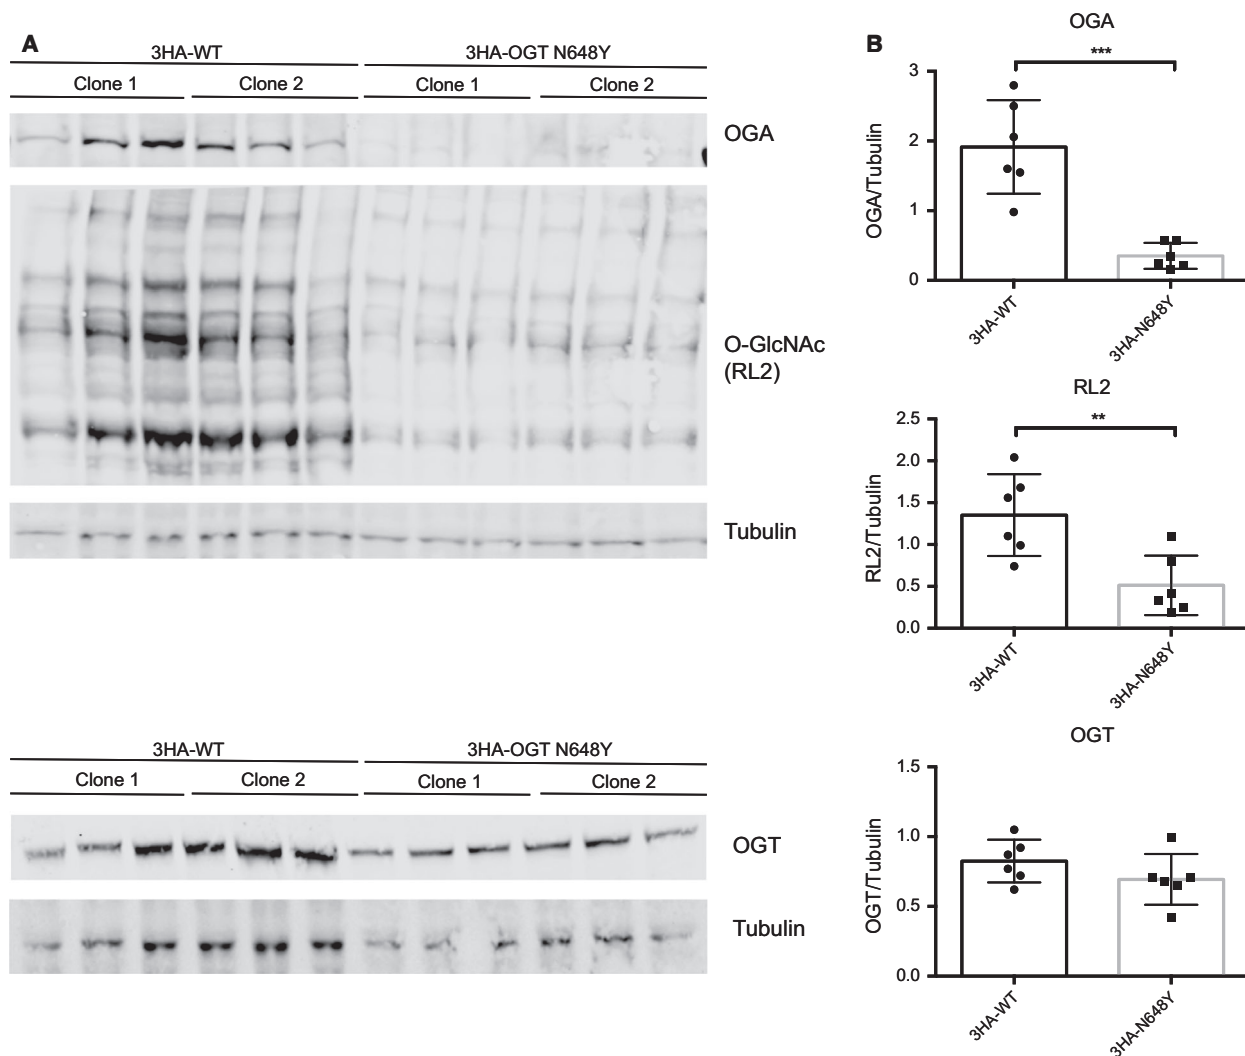 A
3HA-WT 3HA-OGT N648Y
Clone 1 Clone 2 Clone 1 Clone 2
OGA
O-GlcNAc
(RL2)
Tubulin
3HA-WT 3HA-OGT N648Y
Clone 1 Clone 2 Clone 1 Clone 2
OGT
Tubulin
B
OGA
***
3
2
1
0
OGA/Tubulin
3HA-WT 3HA-N648Y
RL2
**
2.5
2.0
1.5
1.0
0.5
0.0
RL2/Tubulin
3HA-WT 3HA-N648Y
OGT
1.5
1.0
0.5
0.0
OGT/Tubulin
3HA-WT 3HA-N648Y